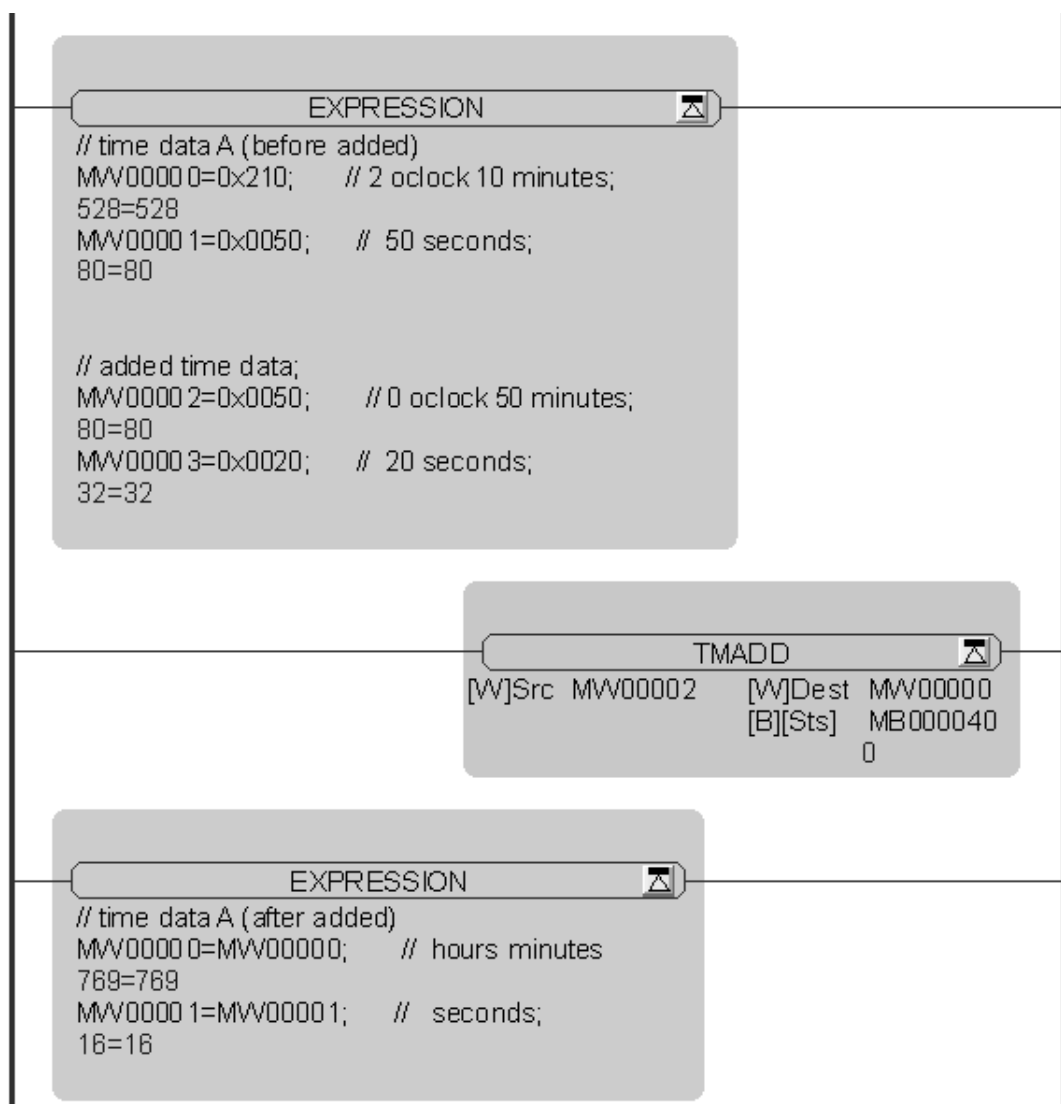 EXPRESSION
// time data A (before added)
MW00000=0x210; // 2 oclock 10 minutes;
528=528
MW00001=0x0050; // 50 seconds;
80=80
// added time data;
MW00002=0x0050; // 0 oclock 50 minutes;
80=80
MW00003=0x0020; // 20 seconds;
32=32
TMADD
[W]Src MW00002 [W]Dest MW00000
[B][Sts] MB000040
0
EXPRESSION
// time data A (after added)
MW00000=MW00000; // hours minutes
769=769
MW00001=MW00001; // seconds;
16=16